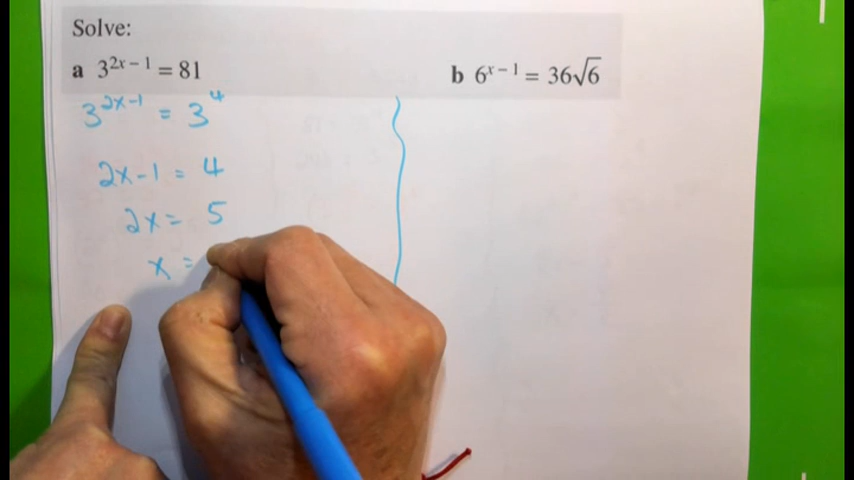 Solve:
a 3^{2x – 1} = 81
b 6^{x – 1} = 36√6
3^{2x-1} = 3^4
2x-1 = 4
2x = 5
x =